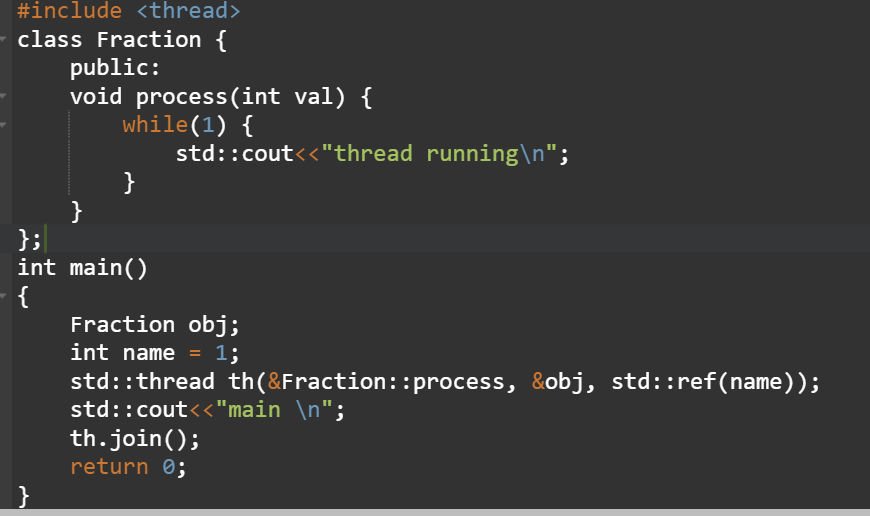 #include <thread>
class Fraction {
    public:
    void process(int val) {
        while(1) {
            std::cout<<"thread running\n";
        }
    }
};
int main()
{
    Fraction obj;
    int name = 1;
    std::thread th(&Fraction::process, &obj, std::ref(name));
    std::cout<<"main \n";
    th.join();
    return 0;
}